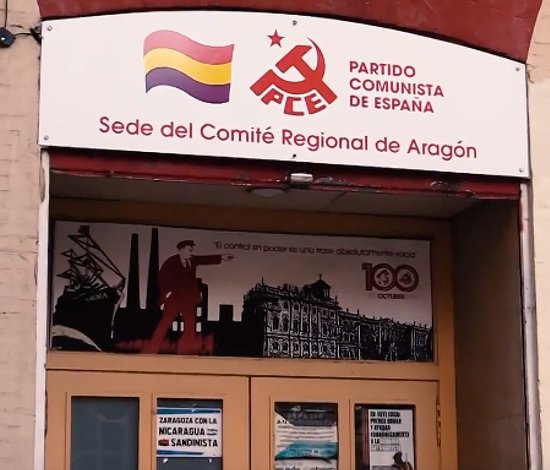 PCE
PARTIDO
COMUNISTA
DE ESPAÑA
Sede del Comité Regional de Aragón
"El control sin poder es una frase absolutamente vacía"
100
OCTUBRE
ZARAGOZA CON LA
NICARAGUA
SANDINISTA